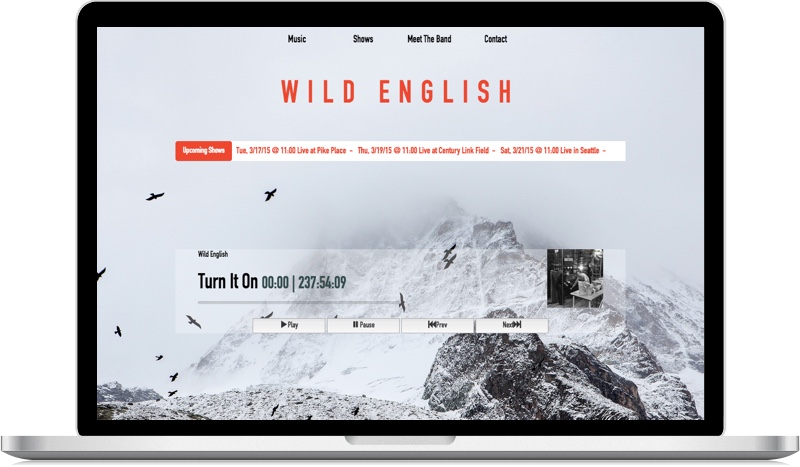 Music Shows Meet The Band Contact
WILD ENGLISH
Upcoming Shows Tue, 3/17/15 @ 11:00 Live at Pike Place - Thu, 3/19/15 @ 11:00 Live at Century Link Field - Sat, 3/21/15 @ 11:00 Live in Seattle -
Wild English
Turn It On 00:00 | 237:54:09
Play Pause Prev Next